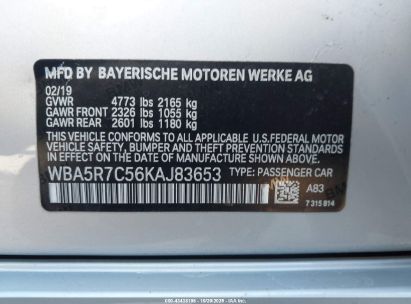 MFD BY BAYERISCHE MOTOREN WERKE AG
02/19
GVWR 4773 lbs 2165 kg
GAWR FRONT 2326 lbs 1055 kg
GAWR REAR 2601 lbs 1180 kg
THIS VEHICLE CONFORMS TO ALL APPLICABLE U.S. FEDERAL MOTOR
VEHICLE SAFETY, BUMPER, AND THEFT PREVENTION STANDARDS
IN EFFECT ON THE DATE OF MANUFACTURE SHOWN ABOVE.
WBA5R7C56KAJ83653 TYPE: PASSENGER CAR
A83
7 315 814